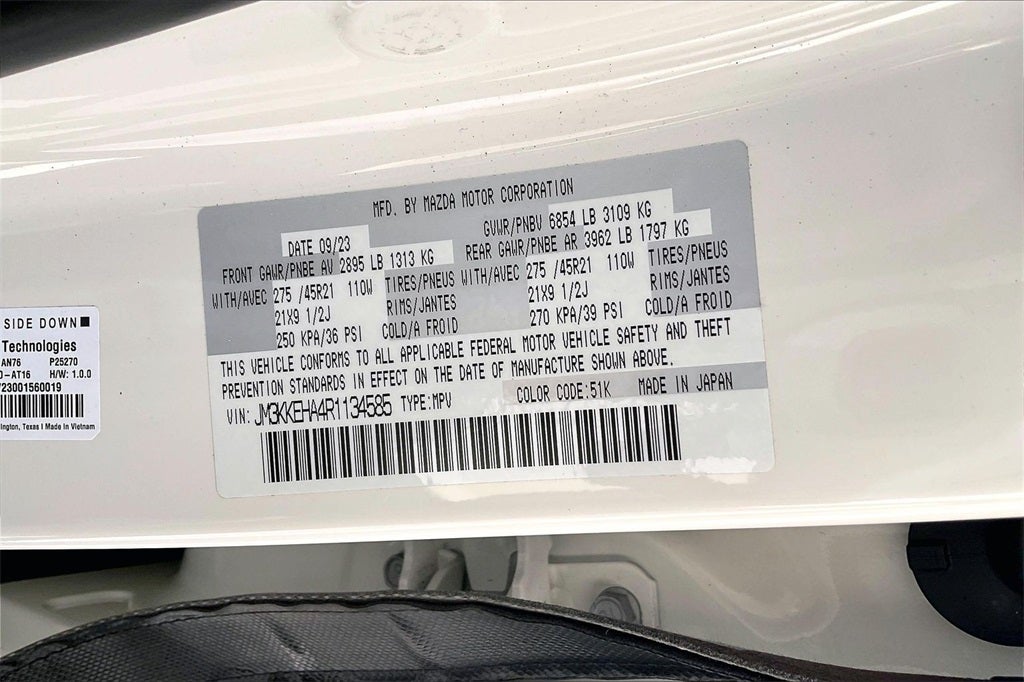 MFD. BY MAZDA MOTOR CORPORATION
DATE 09/23 GVWR/PNBV 6854 LB 3109 KG
FRONT GAWR/PNBE AV 2895 LB 1313 KG REAR GAWR/PNBE AR 3962 LB 1797 KG
WITH/AVEC 275 /45R21 110W TIRES/PNEUS WITH/AVEC 275 /45R21 110W TIRES/PNEUS
21X9 1/2J RIMS/JANTES 21X9 1/2J RIMS/JANTES
250 KPA/36 PSI COLD/A FROID 270 KPA/39 PSI COLD/A FROID
THIS VEHICLE CONFORMS TO ALL APPLICABLE FEDERAL MOTOR VEHICLE SAFETY AND THEFT
PREVENTION STANDARDS IN EFFECT ON THE DATE OF MANUFACTURE SHOWN ABOVE.
COLOR CODE:51K MADE IN JAPAN
VIN: JM3KKEHA4R1134585 TYPE:MPV
SIDE DOWN
Technologies
AN76 P25270
-AT16 H/W: 1.0.0
23001560019
ington, Texas | Made in Vietnam